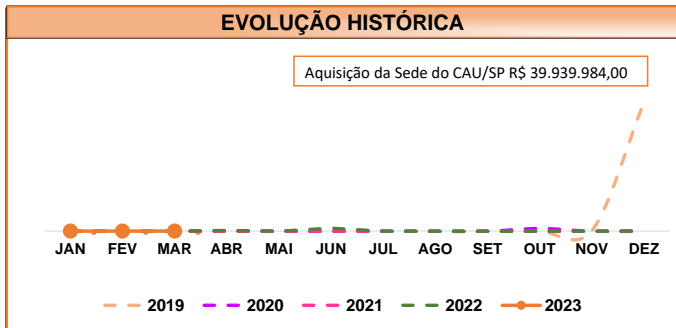 EVOLUÇÃO HISTÓRICA
Aquisição da Sede do CAU/SP R$ 39.939.984,00
JAN FEV MAR ABR MAI JUN JUL AGO SET OUT NOV DEZ
2019 2020 2021 2022 2023